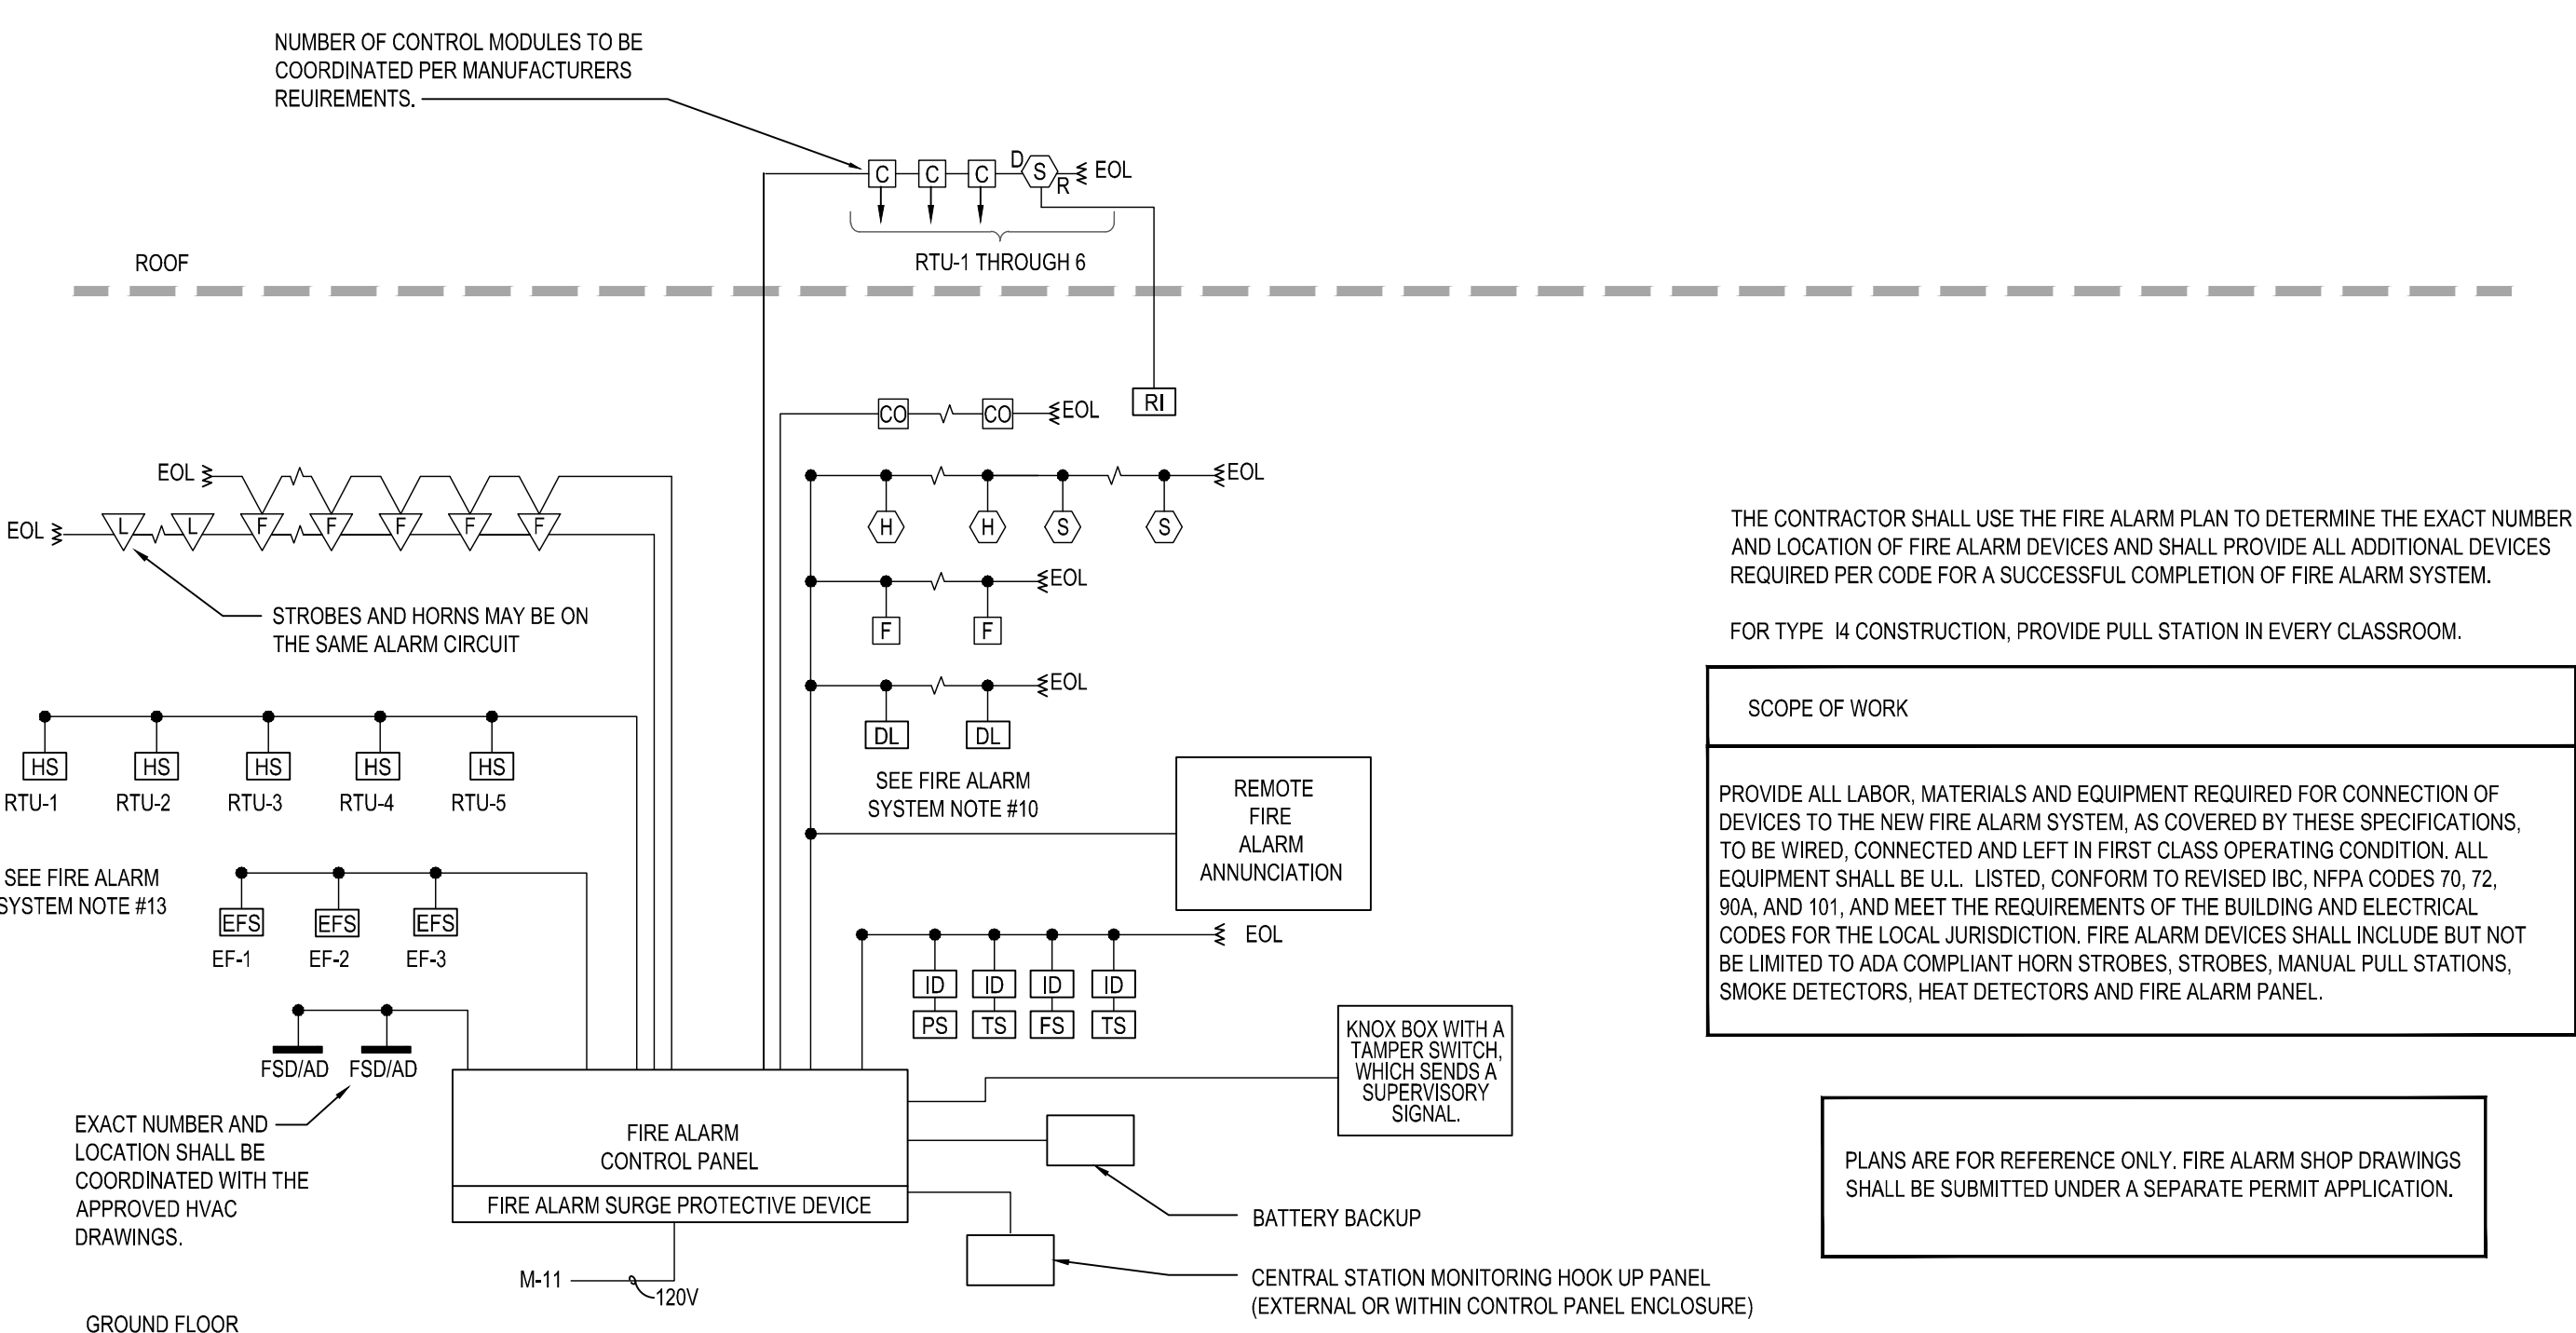 NUMBER OF CONTROL MODULES TO BE
COORDINATED PER MANUFACTURERS
REUIREMENTS.
C C C D S R EOL
RTU-1 THROUGH 6
ROOF
RI
CO CO EOL
EOL
EOL
H H S S
EOL L L F F F F F
EOL
F F
STROBES AND HORNS MAY BE ON
THE SAME ALARM CIRCUIT
EOL
DL DL
SEE FIRE ALARM
SYSTEM NOTE #10
HS HS HS HS HS
RTU-1 RTU-2 RTU-3 RTU-4 RTU-5
REMOTE
FIRE
ALARM
ANNUNCIATION
SEE FIRE ALARM
SYSTEM NOTE #13
EFS EFS EFS
EF-1 EF-2 EF-3
EOL
ID ID ID ID
PS TS FS TS
FSD/AD FSD/AD
EXACT NUMBER AND
LOCATION SHALL BE
COORDINATED WITH THE
APPROVED HVAC
DRAWINGS.
KNOX BOX WITH A
TAMPER SWITCH,
WHICH SENDS A
SUPERVISORY
SIGNAL.
FIRE ALARM
CONTROL PANEL
FIRE ALARM SURGE PROTECTIVE DEVICE
BATTERY BACKUP
M-11
120V
CENTRAL STATION MONITORING HOOK UP PANEL
(EXTERNAL OR WITHIN CONTROL PANEL ENCLOSURE)
GROUND FLOOR
THE CONTRACTOR SHALL USE THE FIRE ALARM PLAN TO DETERMINE THE EXACT NUMBER
AND LOCATION OF FIRE ALARM DEVICES AND SHALL PROVIDE ALL ADDITIONAL DEVICES
REQUIRED PER CODE FOR A SUCCESSFUL COMPLETION OF FIRE ALARM SYSTEM.
FOR TYPE I4 CONSTRUCTION, PROVIDE PULL STATION IN EVERY CLASSROOM.
SCOPE OF WORK
PROVIDE ALL LABOR, MATERIALS AND EQUIPMENT REQUIRED FOR CONNECTION OF
DEVICES TO THE NEW FIRE ALARM SYSTEM, AS COVERED BY THESE SPECIFICATIONS,
TO BE WIRED, CONNECTED AND LEFT IN FIRST CLASS OPERATING CONDITION. ALL
EQUIPMENT SHALL BE U.L. LISTED, CONFORM TO REVISED IBC, NFPA CODES 70, 72,
90A, AND 101, AND MEET THE REQUIREMENTS OF THE BUILDING AND ELECTRICAL
CODES FOR THE LOCAL JURISDICTION. FIRE ALARM DEVICES SHALL INCLUDE BUT NOT
BE LIMITED TO ADA COMPLIANT HORN STROBES, STROBES, MANUAL PULL STATIONS,
SMOKE DETECTORS, HEAT DETECTORS AND FIRE ALARM PANEL.
PLANS ARE FOR REFERENCE ONLY. FIRE ALARM SHOP DRAWINGS
SHALL BE SUBMITTED UNDER A SEPARATE PERMIT APPLICATION.